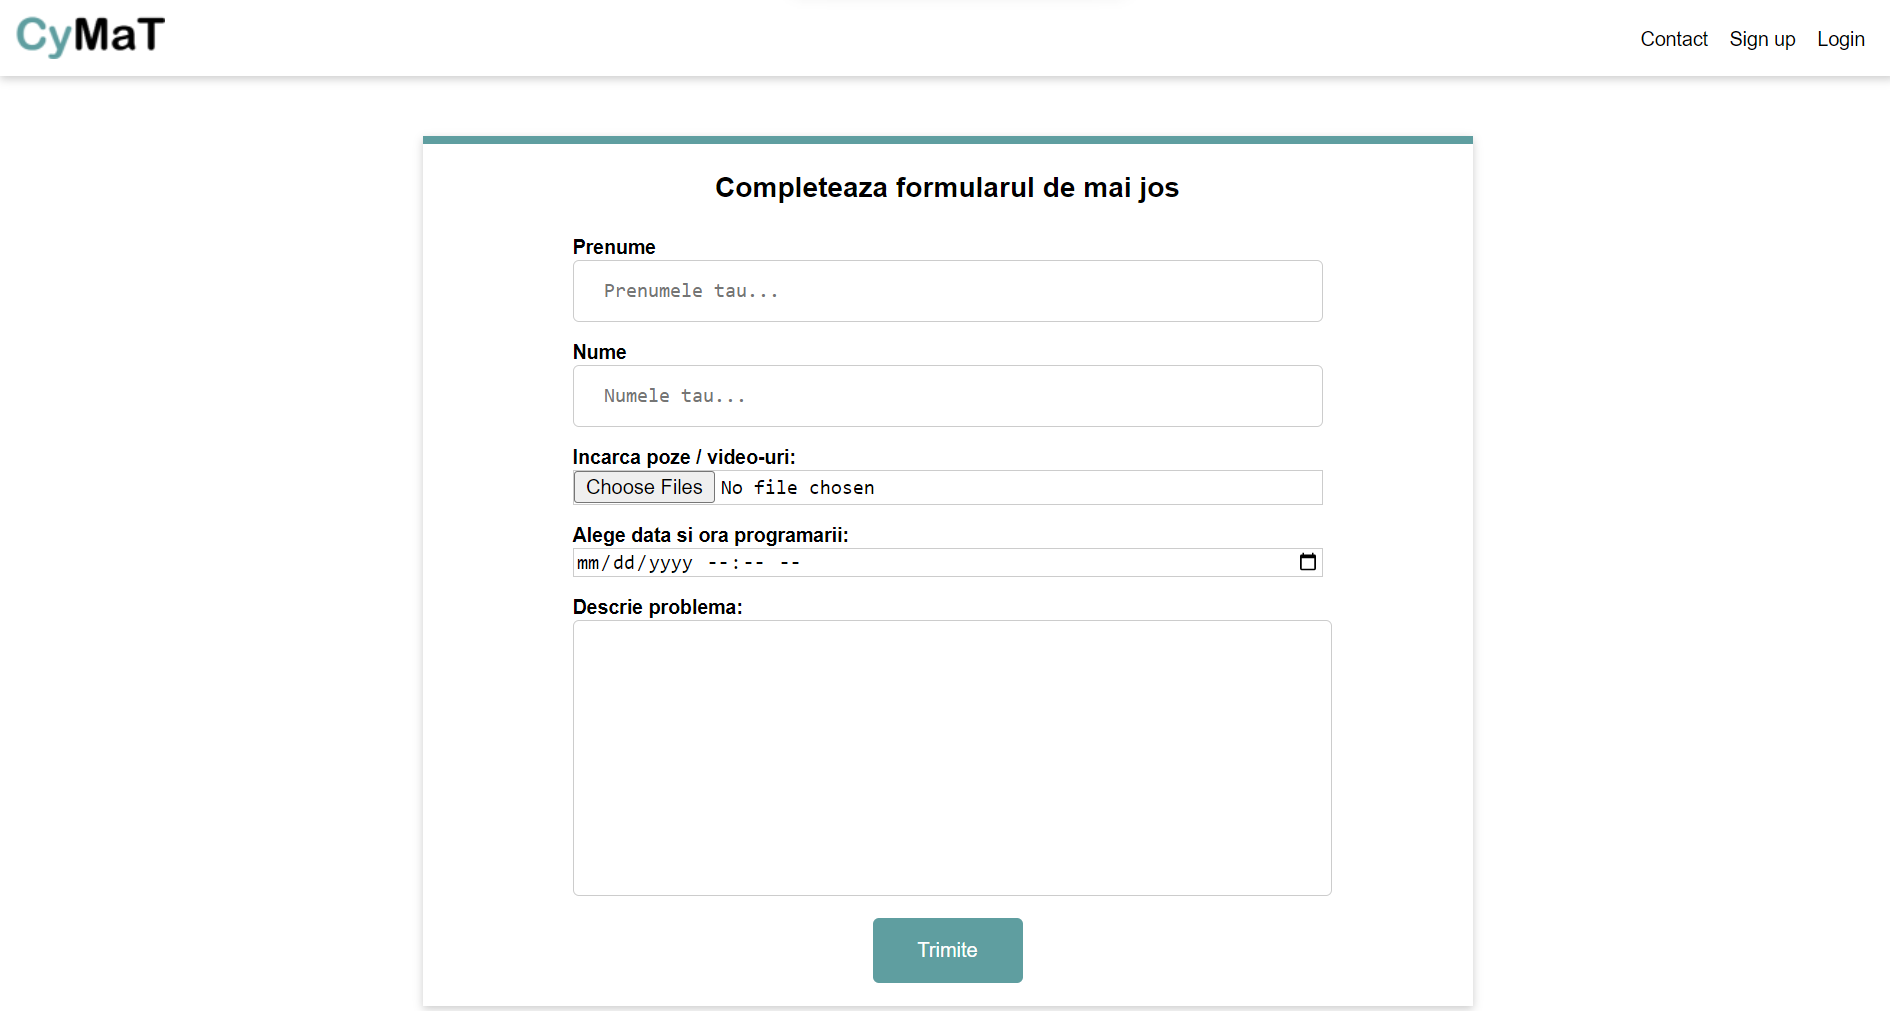 CyMaT
Contact Sign up Login
Completeaza formularul de mai jos
Prenume
Prenumele tau...
Nume
Numele tau...
Incarca poze / video-uri:
Choose Files No file chosen
Alege data si ora programarii:
mm/dd/yyyy --:-- --
Descrie problema:
Trimite